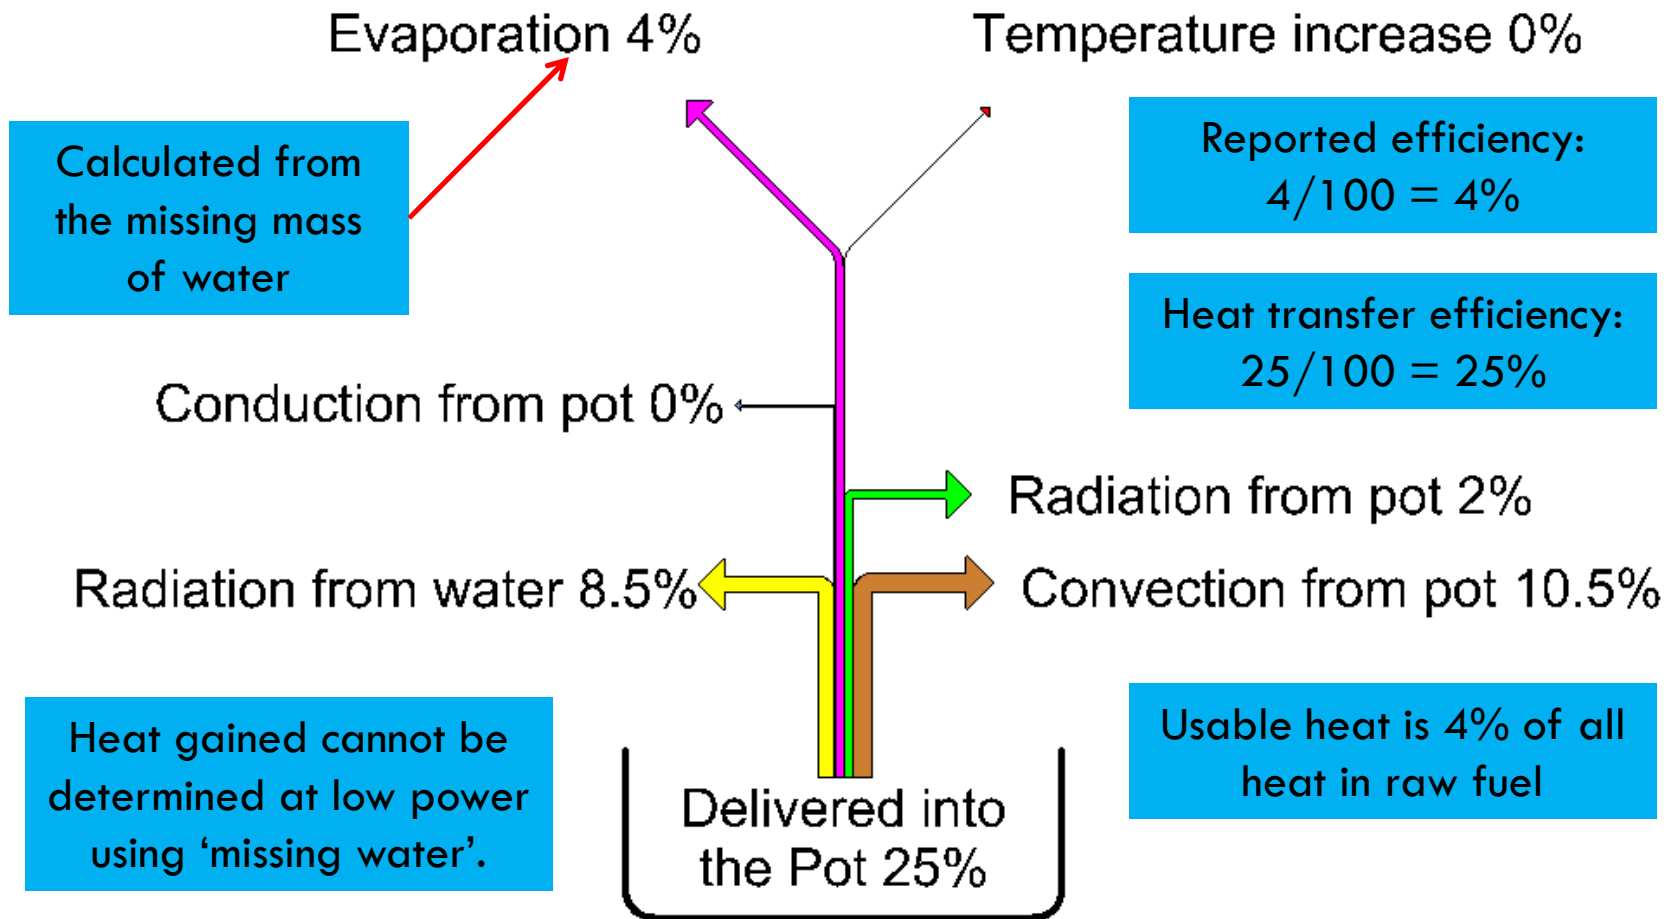 Evaporation 4%
Temperature increase 0%
Calculated from
the missing mass
of water
Reported efficiency:
4/100 = 4%
Heat transfer efficiency:
25/100 = 25%
Conduction from pot 0%
Radiation from pot 2%
Radiation from water 8.5%
Convection from pot 10.5%
Heat gained cannot be
determined at low power
using ‘missing water’.
Delivered into
the Pot 25%
Usable heat is 4% of all
heat in raw fuel